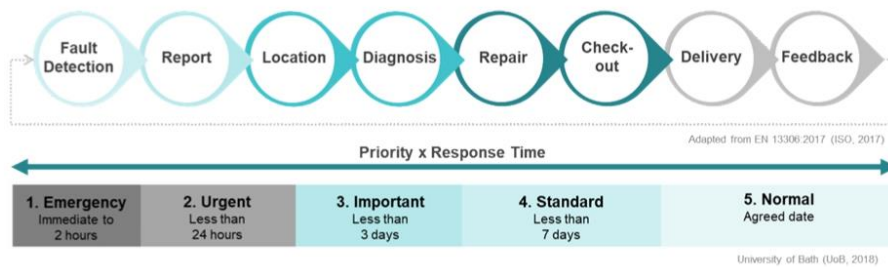 Fault
Detection
Report
Location
Diagnosis
Repair
Check-
out
Delivery
Feedback
Adapted from EN 13306:2017 (ISO, 2017)
Priority x Response Time
1. Emergency
Immediate to
2 hours
2. Urgent
Less than
24 hours
3. Important
Less than
3 days
4. Standard
Less than
7 days
5. Normal
Agreed date
University of Bath (UoB, 2018)